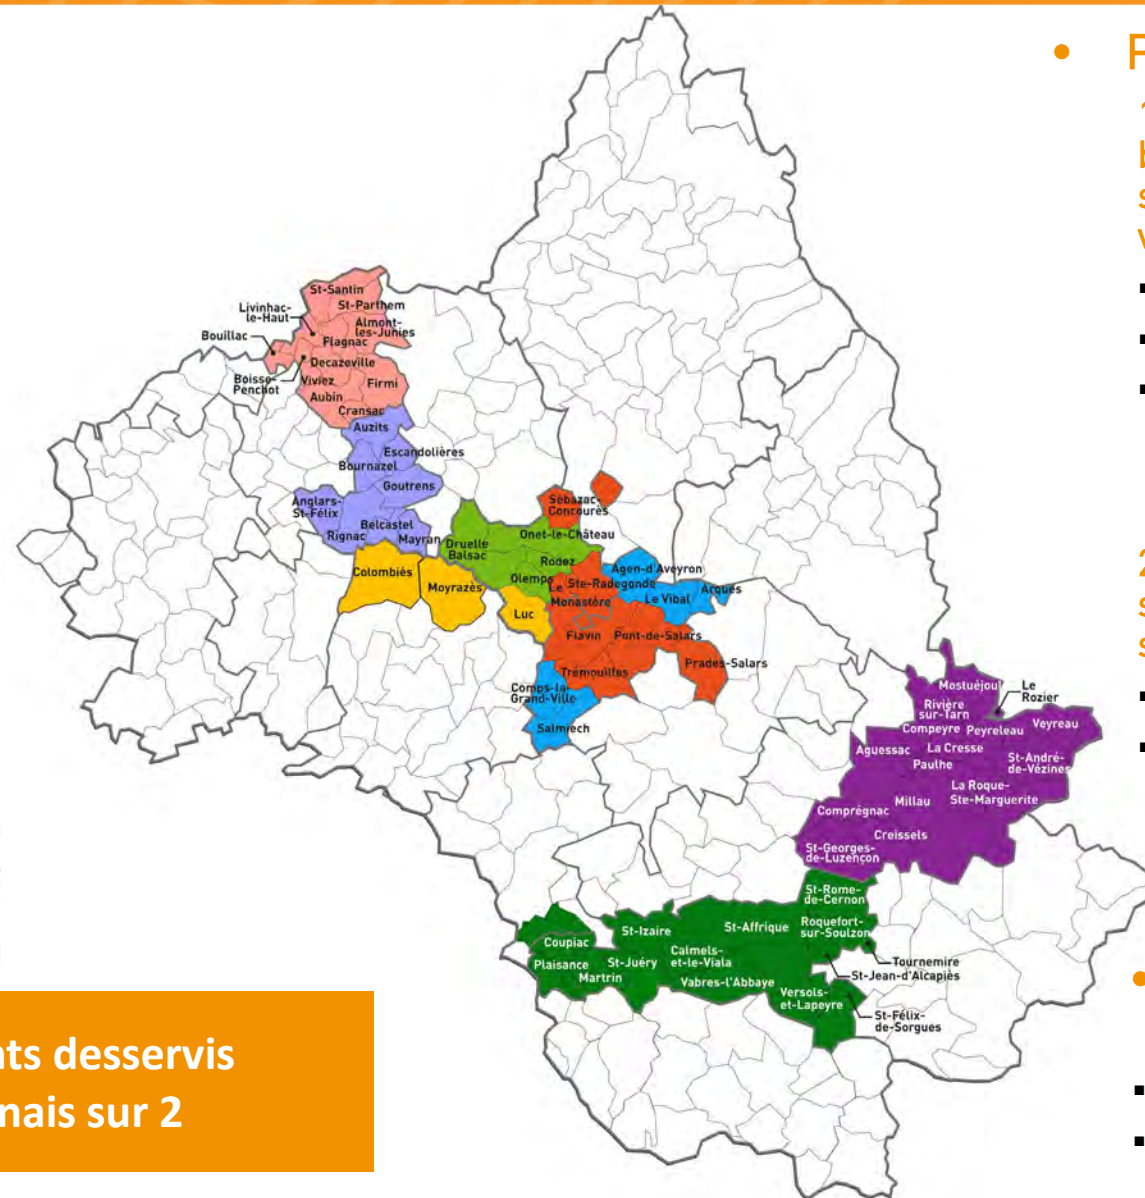 St-Santin
St-Parthem
Livinhac-
le-Haut
Almont-
les-Junies
Bouillac
Flagnac
Decazeville
Boisse-
Penchot
Viviez
Firmi
Aubin
Cransac
Auzits
Escandolières
Bournazel
Goutrens
Anglars-
St-Félix
Belcastel
Rignac
Mayran
Sébazac-
Concourès
Onet-le-Château
Druelle
Balsac
Rodez
Agen-d'Aveyron
Colombiès
Moyrazès
Olemps
Le
Monastère
Ste-Radegonde
Arques
Le Vibal
Luc
Flavin
Pont-de-Salars
Prades-Salars
Trémouilles
Comps-la-
Grand-Ville
Salmiech
Mostuéjouls
Le
Rozier
Rivière
sur-Tarn
Veyreau
Compeyre
Peyreleau
Aguessac
La Cresse
St-André-
de-Vézines
Paulhe
La Roque-
Ste-Marguerite
Millau
Comprégnac
Creissels
St-Georges-
de-Luzençon
St-Rome-
de-Cernon
St-Izaire
St-Affrique
Roquefort-
sur-Soulzon
Coupiac
Calmels-
et-le-Viala
Tournemire
Plaisance
St-Juéry
St-Jean-d'Alcapiès
Martrin
Vabres-l'Abbaye
Versols-
et-Lapeyre
St-Félix-
de-Sorgues
nts desservis
nais sur 2